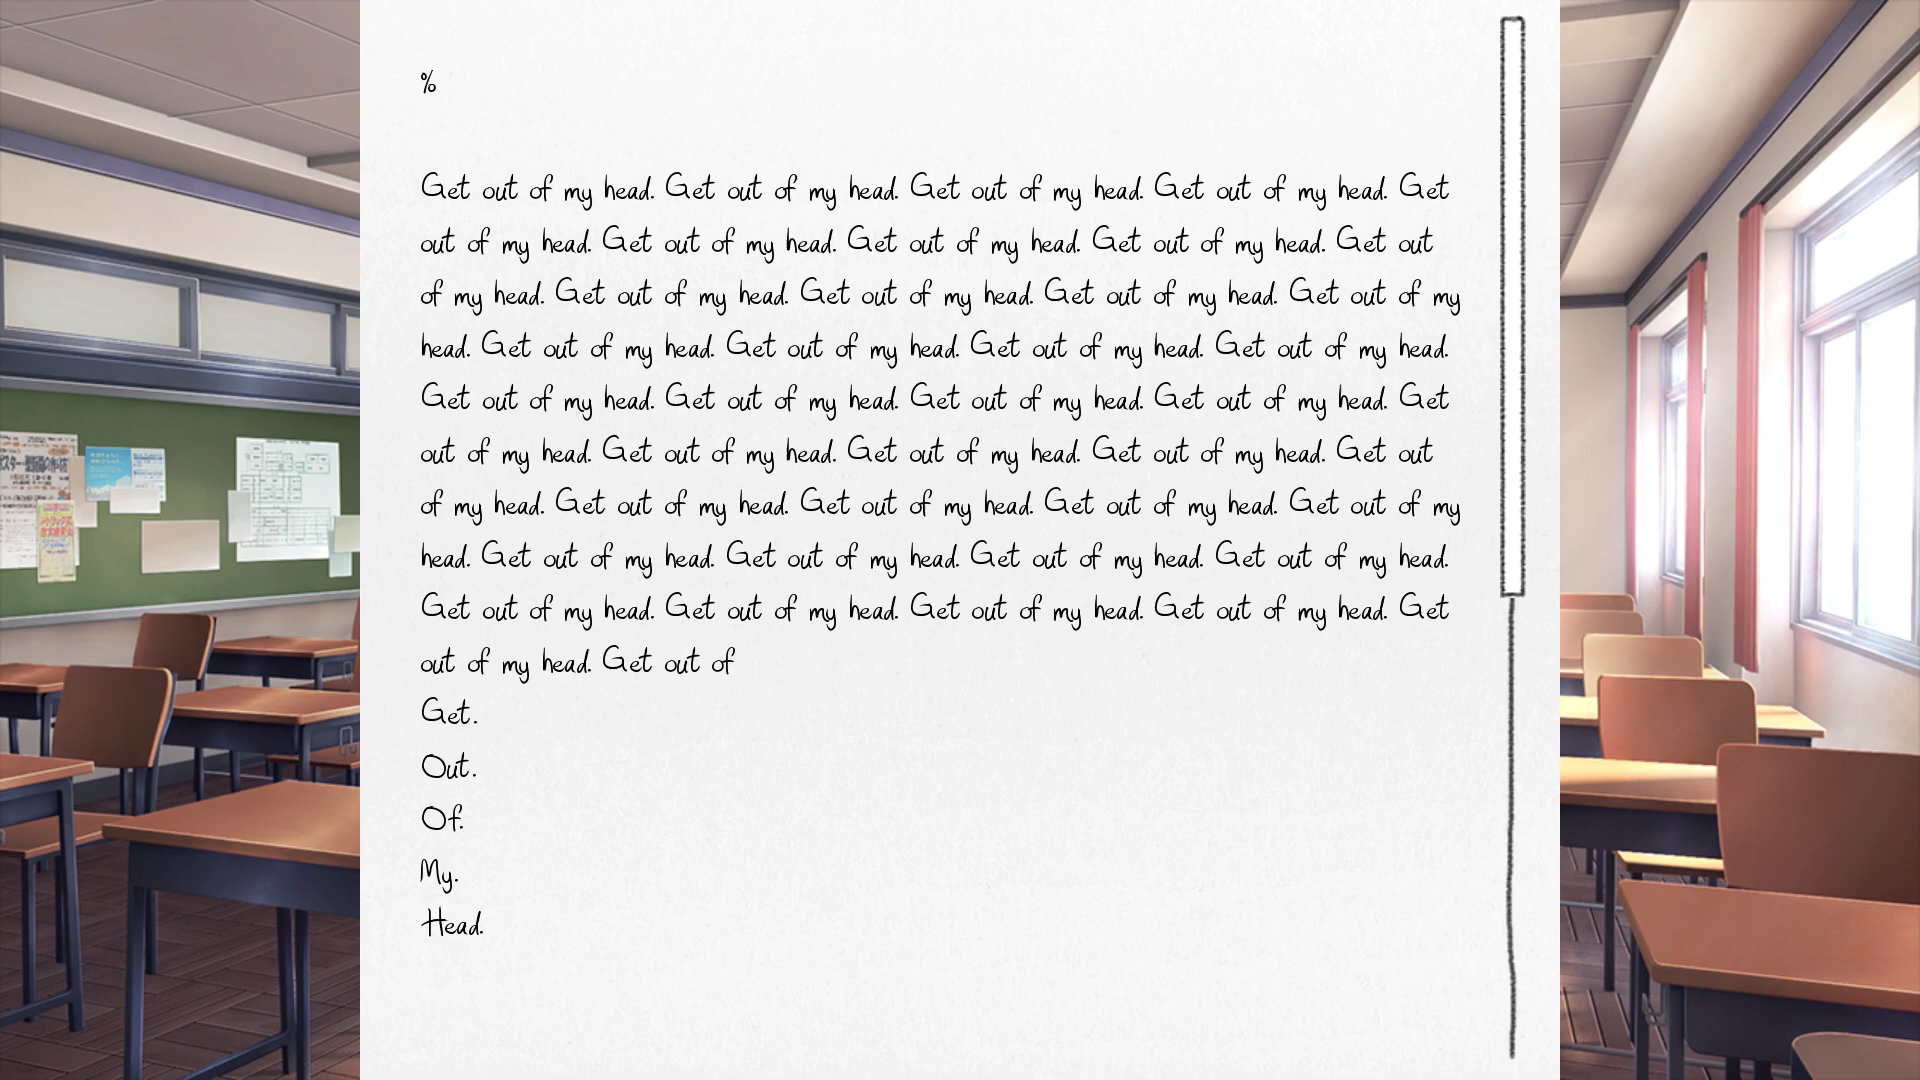 %
Get out of my head. Get out of my head. Get out of my head. Get out of my head. Get
out of my head. Get out of my head. Get out of my head. Get out of my head. Get out
of my head. Get out of my head. Get out of my head. Get out of my head. Get out of my
head. Get out of my head. Get out of my head. Get out of my head. Get out of my head.
Get out of my head. Get out of my head. Get out of my head. Get out of my head. Get
out of my head. Get out of my head. Get out of my head. Get out of my head. Get out
of my head. Get out of my head. Get out of my head. Get out of my head. Get out of my
head. Get out of my head. Get out of my head. Get out of my head. Get out of my head.
Get out of my head. Get out of my head. Get out of my head. Get out of my head. Get
out of my head. Get out of
Get.
Out.
Of.
My.
Head.